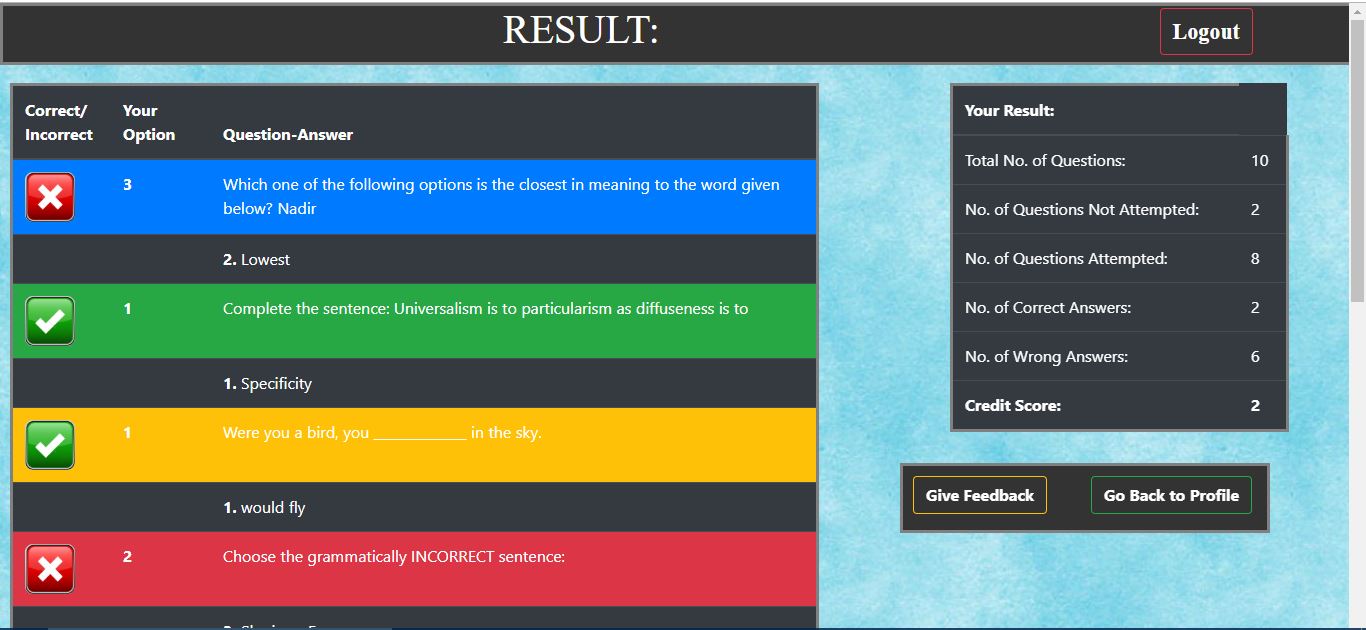 RESULT:
Logout
Correct/
Incorrect
Your
Option
Question-Answer
3
Which one of the following options is the closest in meaning to the word given
below? Nadir
2. Lowest
1
Complete the sentence: Universalism is to particularism as diffuseness is to
1. Specificity
1
Were you a bird, you ____________ in the sky.
1. would fly
2
Choose the grammatically INCORRECT sentence:
Your Result:
Total No. of Questions: 10
No. of Questions Not Attempted: 2
No. of Questions Attempted: 8
No. of Correct Answers: 2
No. of Wrong Answers: 6
Credit Score: 2
Give Feedback
Go Back to Profile